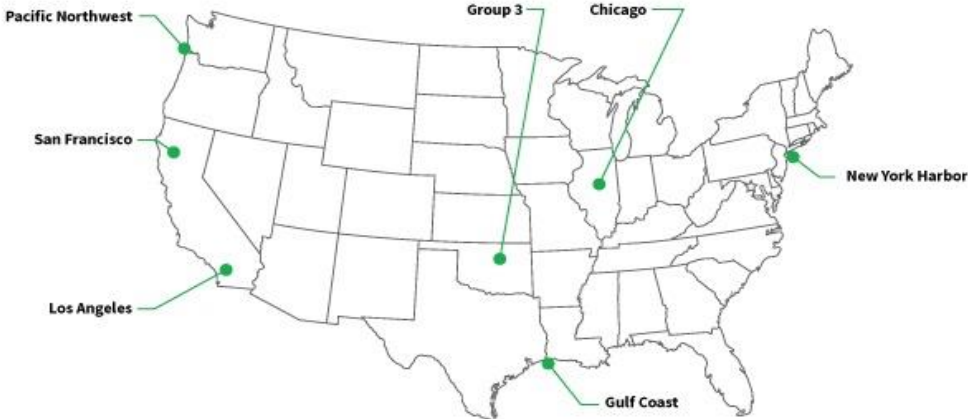 Pacific Northwest
Group 3
Chicago
San Francisco
New York Harbor
Los Angeles
Gulf Coast